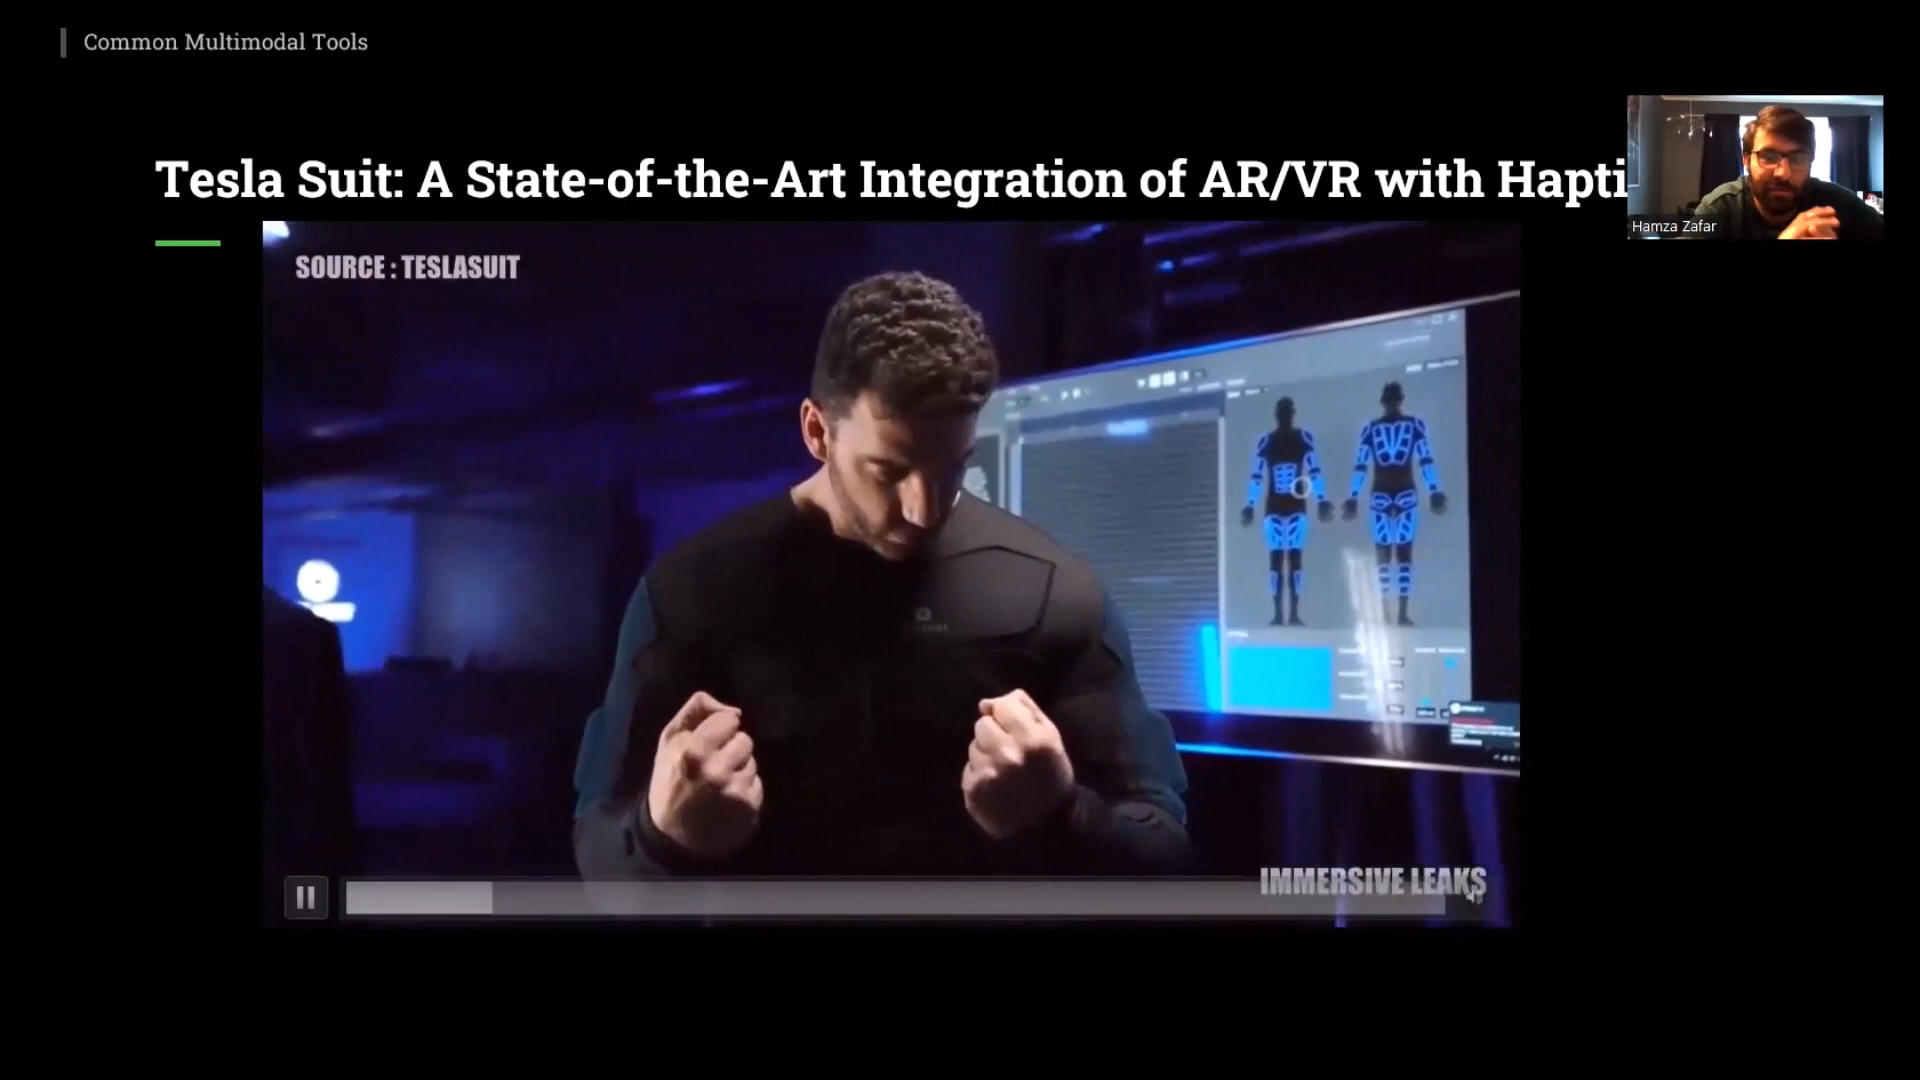 Common Multimodal Tools
Tesla Suit: A State-of-the-Art Integration of AR/VR with Hapti
Hamza Zafar
SOURCE : TESLASUIT
IMMERSIVE LEAKS